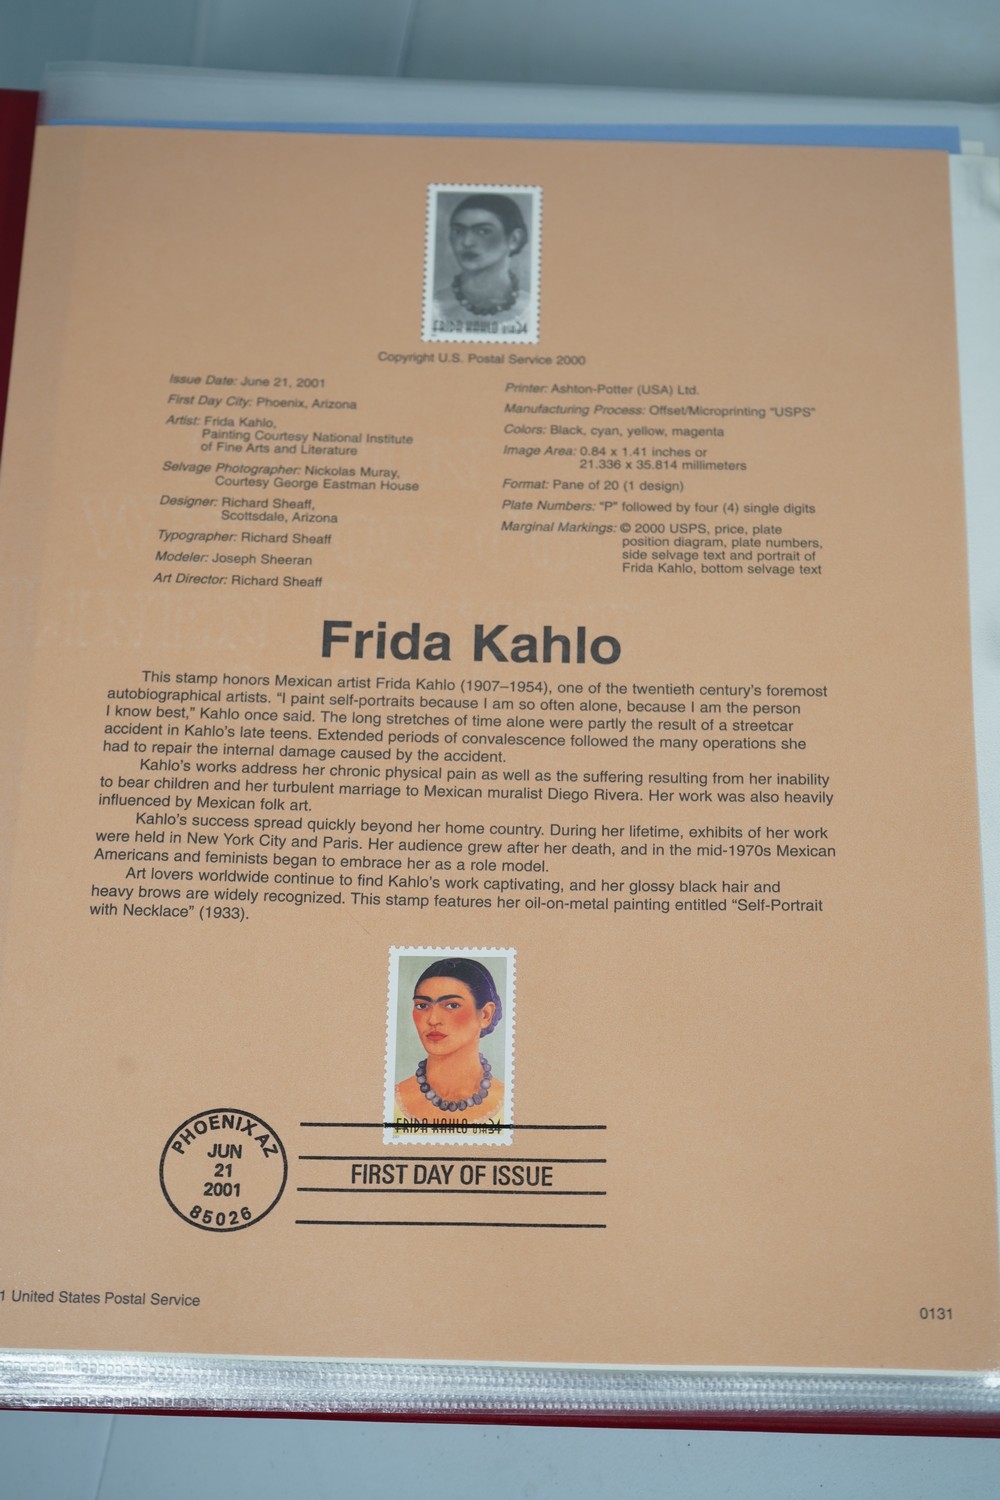 FRIDA KAHLO USA34
Copyright U.S. Postal Service 2000
Issue Date: June 21, 2001
First Day City: Phoenix, Arizona
Artist: Frida Kahlo,
Painting Courtesy National Institute
of Fine Arts and Literature
Selvage Photographer: Nickolas Muray,
Courtesy George Eastman House
Designer: Richard Sheaff,
Scottsdale, Arizona
Typographer: Richard Sheaff
Modeler: Joseph Sheeran
Art Director: Richard Sheaff
Printer: Ashton-Potter (USA) Ltd.
Manufacturing Process: Offset/Microprinting "USPS"
Colors: Black, cyan, yellow, magenta
Image Area: 0.84 x 1.41 inches or
21.336 x 35.814 millimeters
Format: Pane of 20 (1 design)
Plate Numbers: "P" followed by four (4) single digits
Marginal Markings: © 2000 USPS, price, plate
position diagram, plate numbers,
side selvage text and portrait of
Frida Kahlo, bottom selvage text
Frida Kahlo
This stamp honors Mexican artist Frida Kahlo (1907–1954), one of the twentieth century's foremost
autobiographical artists. "I paint self-portraits because I am so often alone, because I am the person
I know best," Kahlo once said. The long stretches of time alone were partly the result of a streetcar
accident in Kahlo's late teens. Extended periods of convalescence followed the many operations she
had to repair the internal damage caused by the accident.
Kahlo's works address her chronic physical pain as well as the suffering resulting from her inability
to bear children and her turbulent marriage to Mexican muralist Diego Rivera. Her work was also heavily
influenced by Mexican folk art.
Kahlo's success spread quickly beyond her home country. During her lifetime, exhibits of her work
were held in New York City and Paris. Her audience grew after her death, and in the mid-1970s Mexican
Americans and feminists began to embrace her as a role model.
Art lovers worldwide continue to find Kahlo's work captivating, and her glossy black hair and
heavy brows are widely recognized. This stamp features her oil-on-metal painting entitled "Self-Portrait
with Necklace" (1933).
FRIDA KAHLO USA34
PHOENIX AZ
JUN
21
2001
85026
FIRST DAY OF ISSUE
1 United States Postal Service
0131